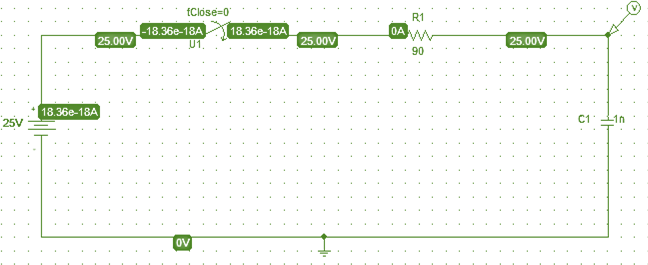 tClose=0
-18.36e-18A 18.36e-18A
U1
25.00V 25.00V 25.00V
R1
0A
90
V
18.36e-18A
+
25V
-
C1 1n
0V